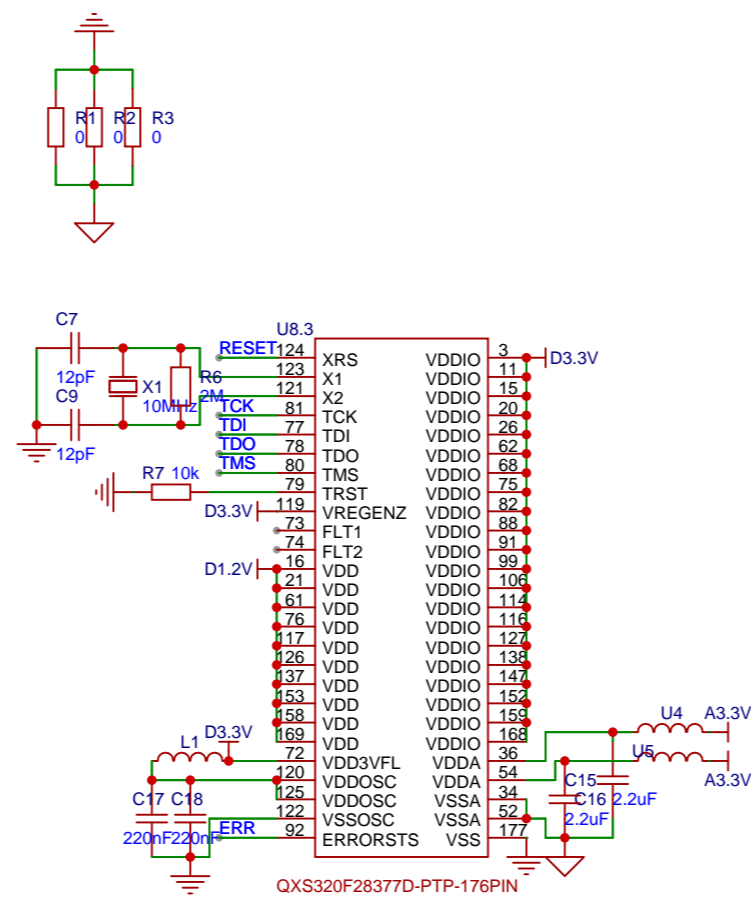 R1 R2 R3
0 0 0
C7
U8.3
12pF
C9
12pF
X1
10MHz
R6
2M
RESET 124 XRS VDDIO 3 D3.3V
123 X1 VDDIO 11
121 X2 VDDIO 15
TCK 81 TCK VDDIO 20
TDI 77 TDI VDDIO 26
TDO 78 TDO VDDIO 62
TMS 80 TMS VDDIO 68
R7 10k 79 TRST VDDIO 75
D3.3V 119 VREGENZ VDDIO 82
73 FLT1 VDDIO 88
74 FLT2 VDDIO 91
D1.2V 16 VDD VDDIO 99
21 VDD VDDIO 106
61 VDD VDDIO 114
76 VDD VDDIO 116
117 VDD VDDIO 127
126 VDD VDDIO 138
137 VDD VDDIO 147
153 VDD VDDIO 152
158 VDD VDDIO 159
169 VDD VDDIO 168
L1 D3.3V 72 VDD3VFL VDDA 36 U4 A3.3V
120 VDDOSC VDDA 54 U5 A3.3V
125 VDDOSC VSSA 34
122 VSSOSC VSSA 52
ERR 92 ERRORSTS VSS 177
C17 C18
220nF 220nF
C15
2.2uF
C16
2.2uF
QXS320F28377D-PTP-176PIN